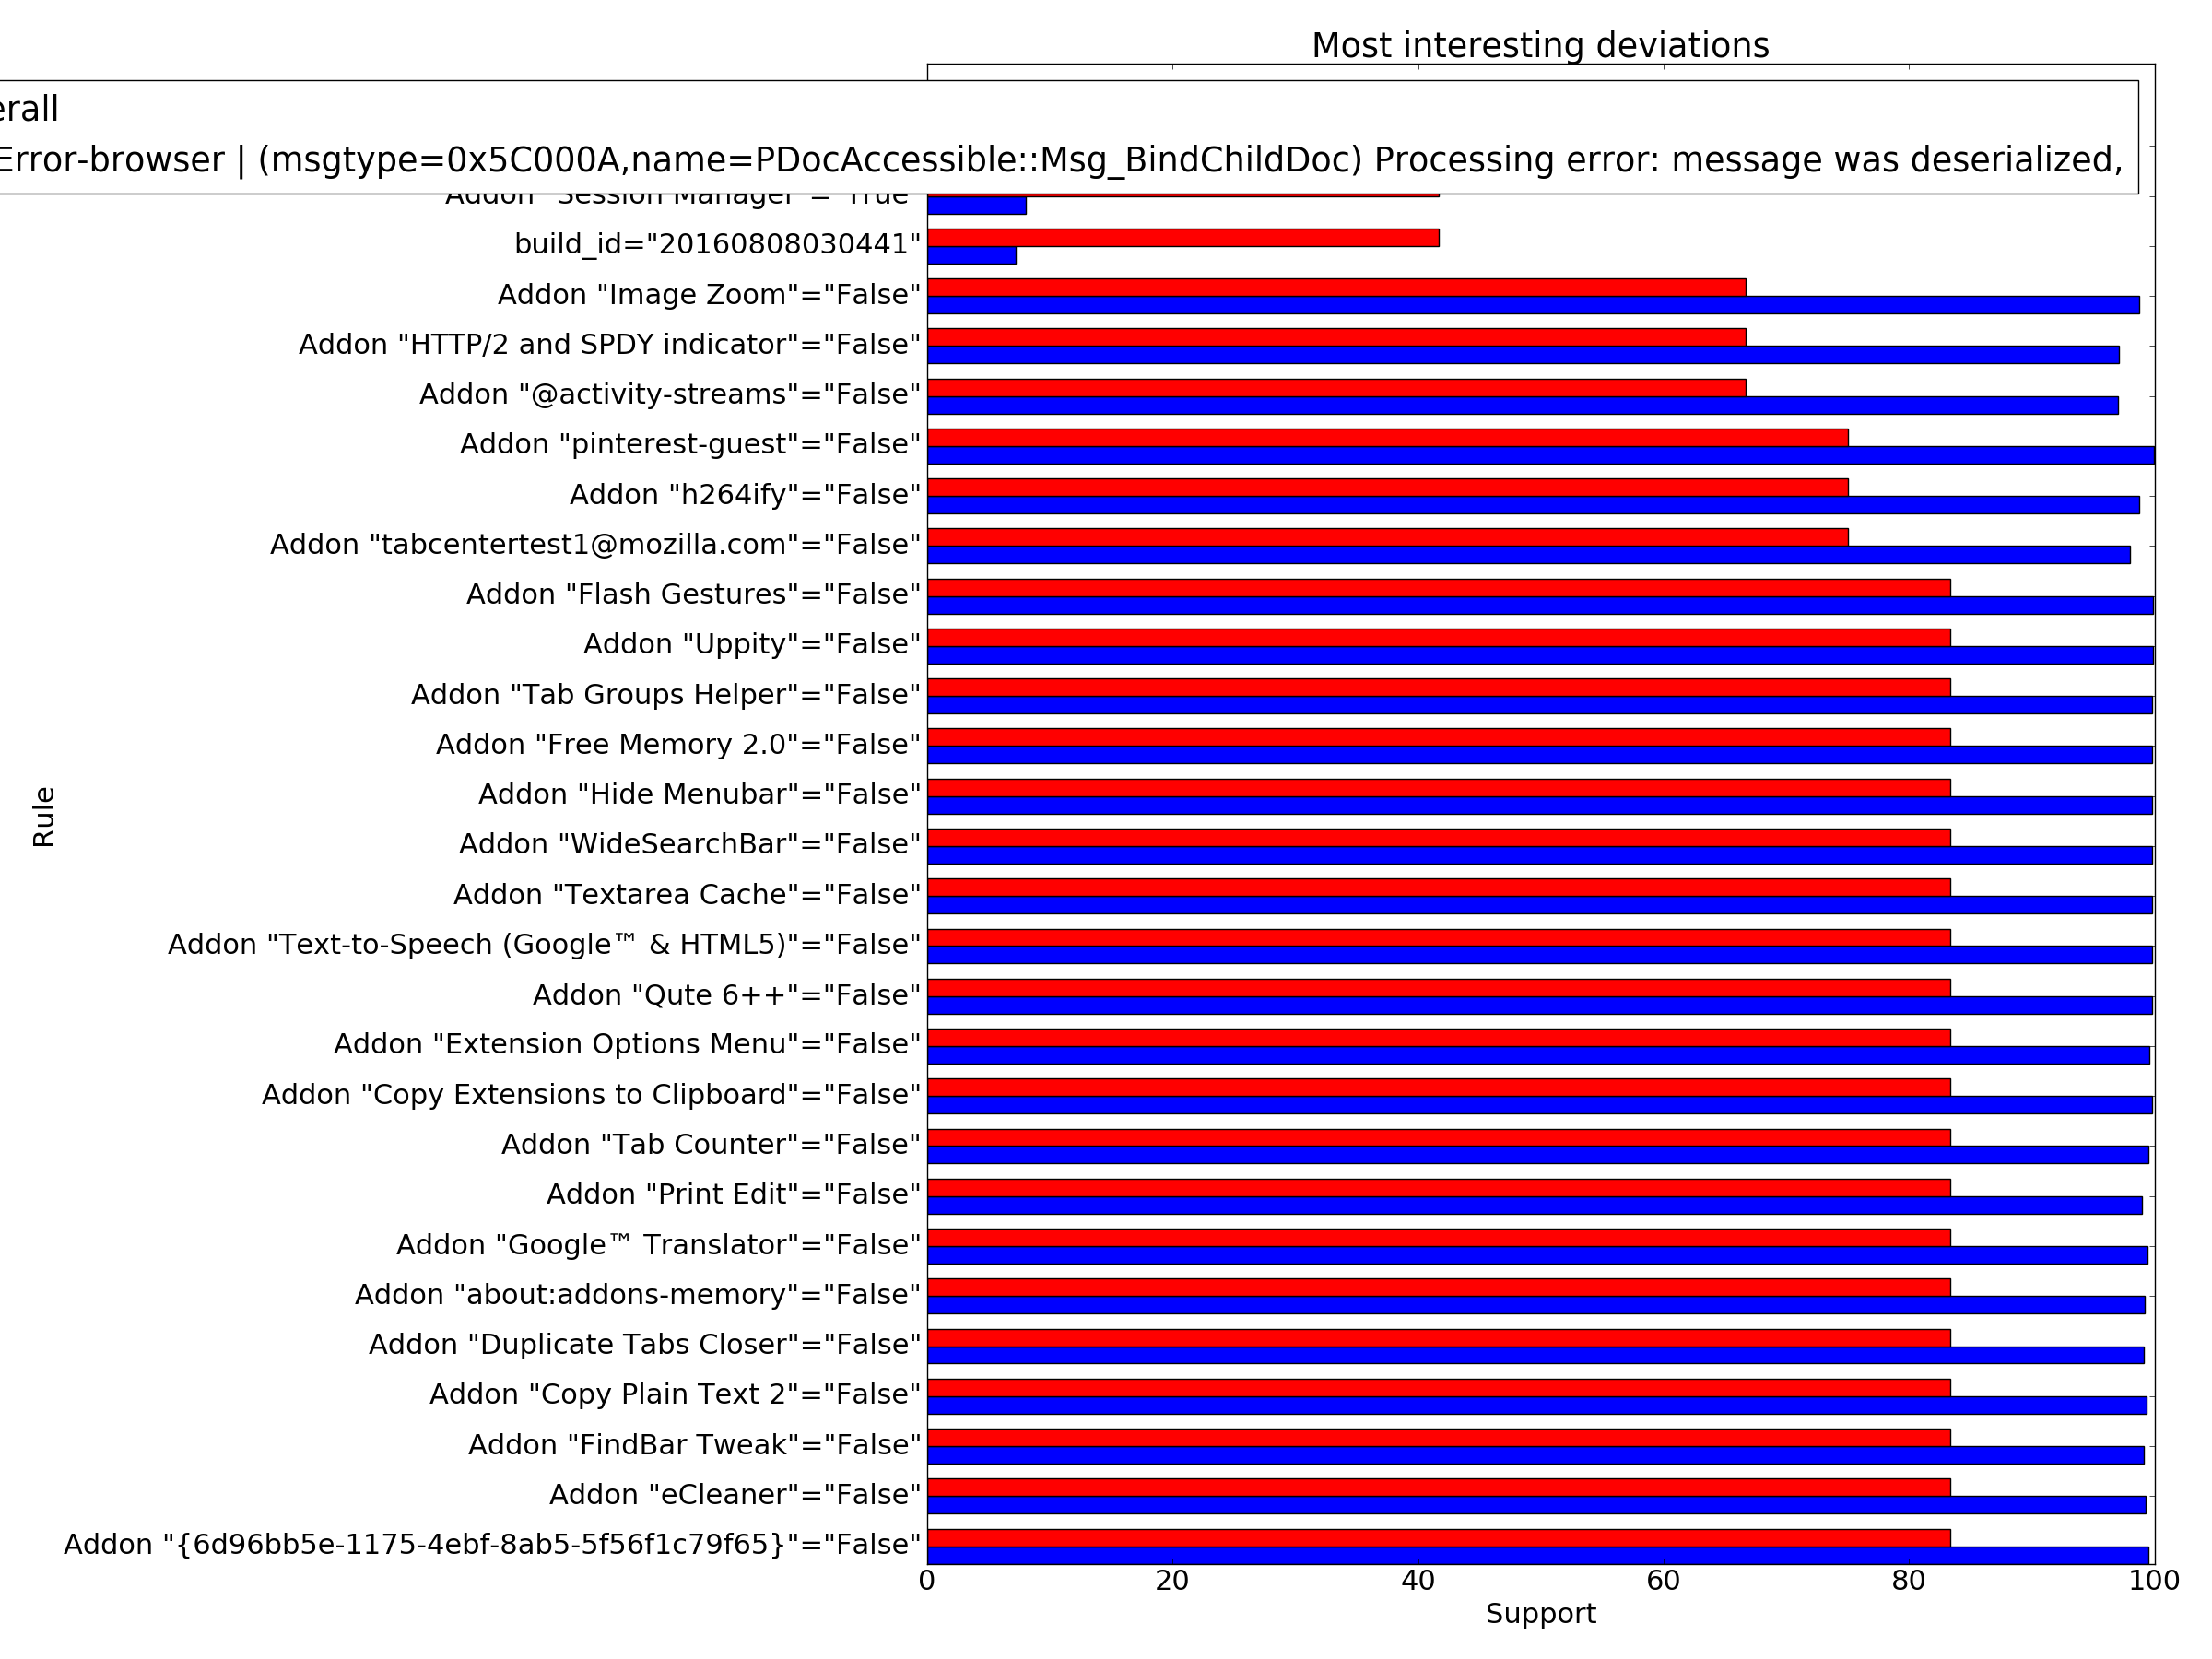 Most interesting deviations
erall
Error-browser | (msgtype=0x5C000A,name=PDocAccessible::Msg_BindChildDoc) Processing error: message was deserialized,
Addon "Session Manager"="True"
build_id="20160808030441"
Addon "Image Zoom"="False"
Addon "HTTP/2 and SPDY indicator"="False"
Addon "@activity-streams"="False"
Addon "pinterest-guest"="False"
Addon "h264ify"="False"
Addon "tabcentertest1@mozilla.com"="False"
Addon "Flash Gestures"="False"
Addon "Uppity"="False"
Addon "Tab Groups Helper"="False"
Addon "Free Memory 2.0"="False"
Addon "Hide Menubar"="False"
Addon "WideSearchBar"="False"
Addon "Textarea Cache"="False"
Addon "Text-to-Speech (Google™ & HTML5)"="False"
Addon "Qute 6++"="False"
Addon "Extension Options Menu"="False"
Addon "Copy Extensions to Clipboard"="False"
Addon "Tab Counter"="False"
Addon "Print Edit"="False"
Addon "Google™ Translator"="False"
Addon "about:addons-memory"="False"
Addon "Duplicate Tabs Closer"="False"
Addon "Copy Plain Text 2"="False"
Addon "FindBar Tweak"="False"
Addon "eCleaner"="False"
Addon "{6d96bb5e-1175-4ebf-8ab5-5f56f1c79f65}"="False"
Rule
0 20 40 60 80 100
Support